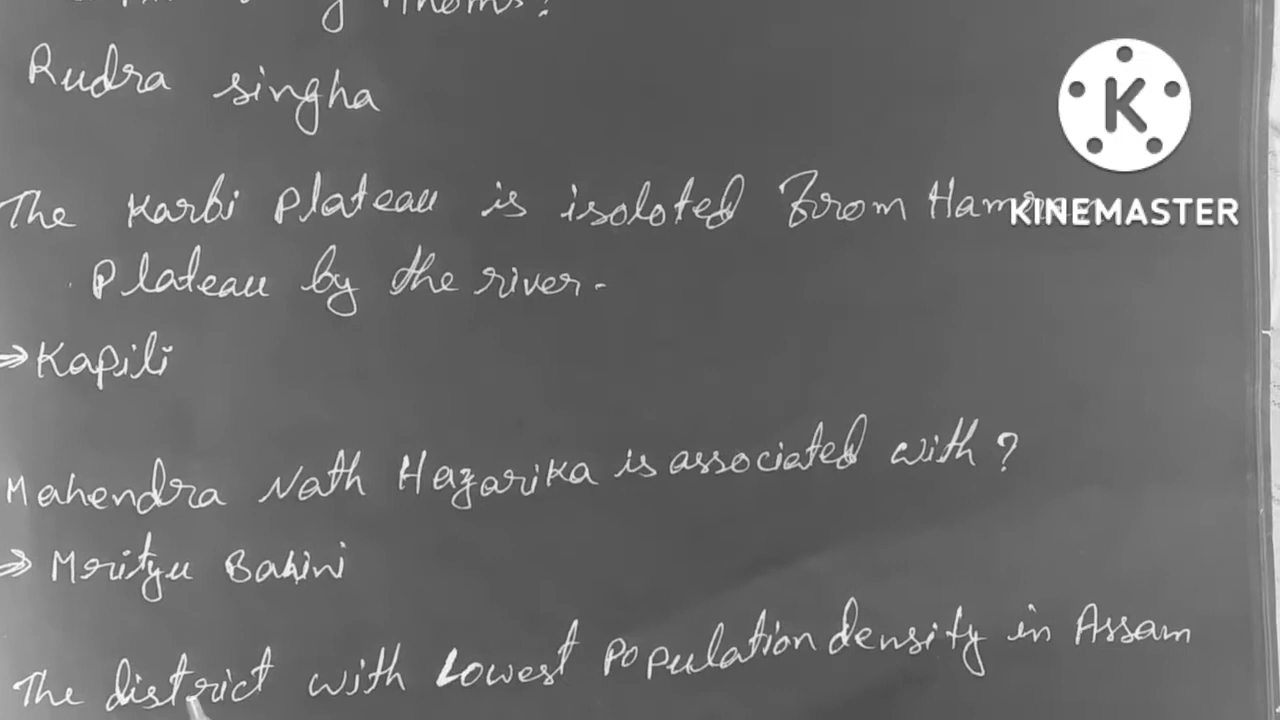 Rudra singha
The Karbi Plateau is isoloted From
Plateau by the river-
⇒ Kapili
Mahendra Nath Hazarika is associated with ?
⇒ Mrityu Bahini
The district with Lowest Population density in Assam
K
KINEMASTER